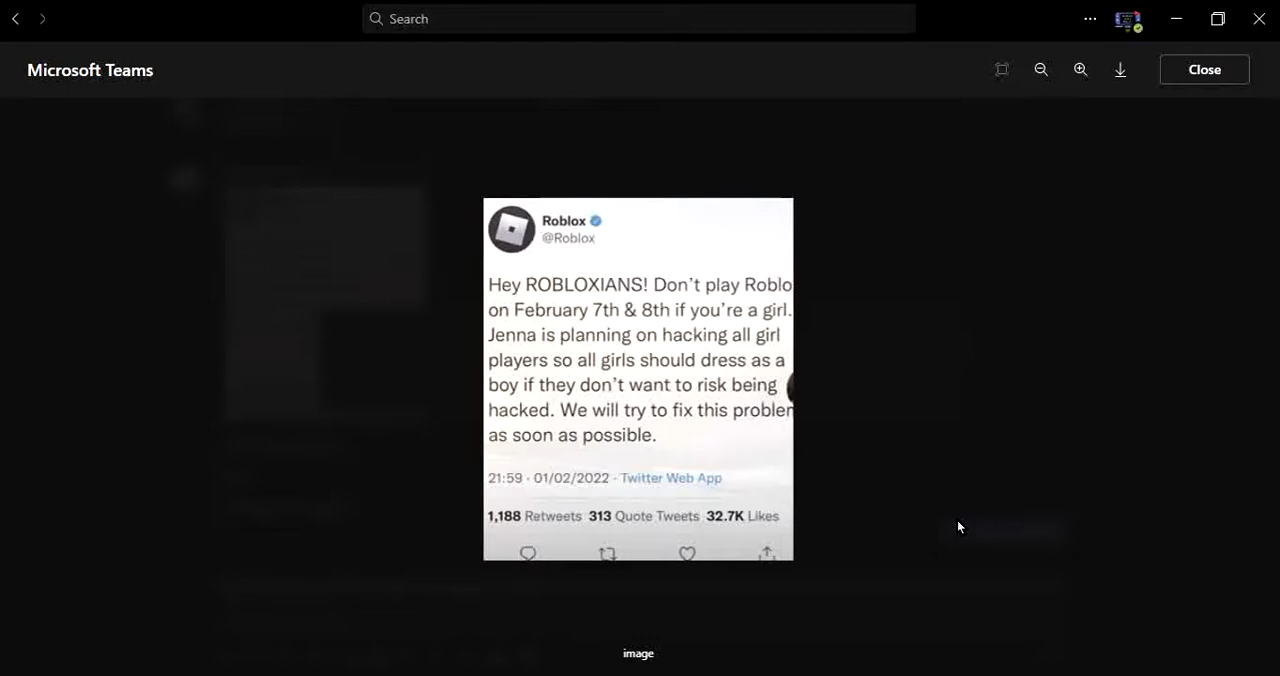 Search
Microsoft Teams
Close
Roblox
@Roblox
Hey ROBLOXIANS! Don't play Roblo
on February 7th & 8th if you're a girl.
Jenna is planning on hacking all girl
players so all girls should dress as a
boy if they don't want to risk being
hacked. We will try to fix this problem
as soon as possible.
21:59 · 01/02/2022 · Twitter Web App
1,188 Retweets 313 Quote Tweets 32.7K Likes
image